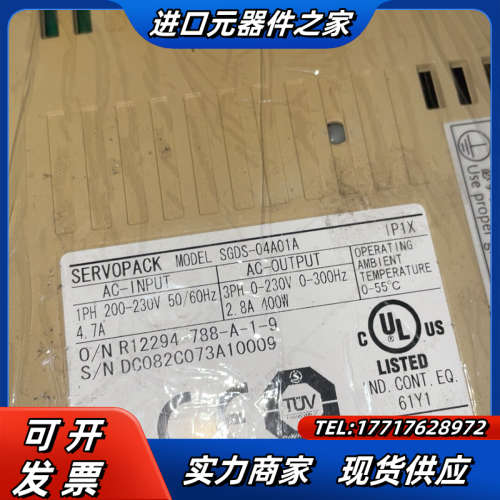 进口元器件之家
Use proper
SERVOPACK MODEL SGDS-04A01A
IP1X
AC-INPUT
AC-OUTPUT
OPERATING
AMBIENT
TEMPERATURE
0-55°C
1PH 200-230V 50/60Hz
4.7A
3PH 0-230V 0-300Hz
2.8A 400W
O/N R12294-788-A-1-9
S/N DC082C073A10009
C UL US
LISTED
IND. CONT. EQ.
61Y1
CE
TÜV
TEL:17717628972
可开
发票
实力商家 现货供应